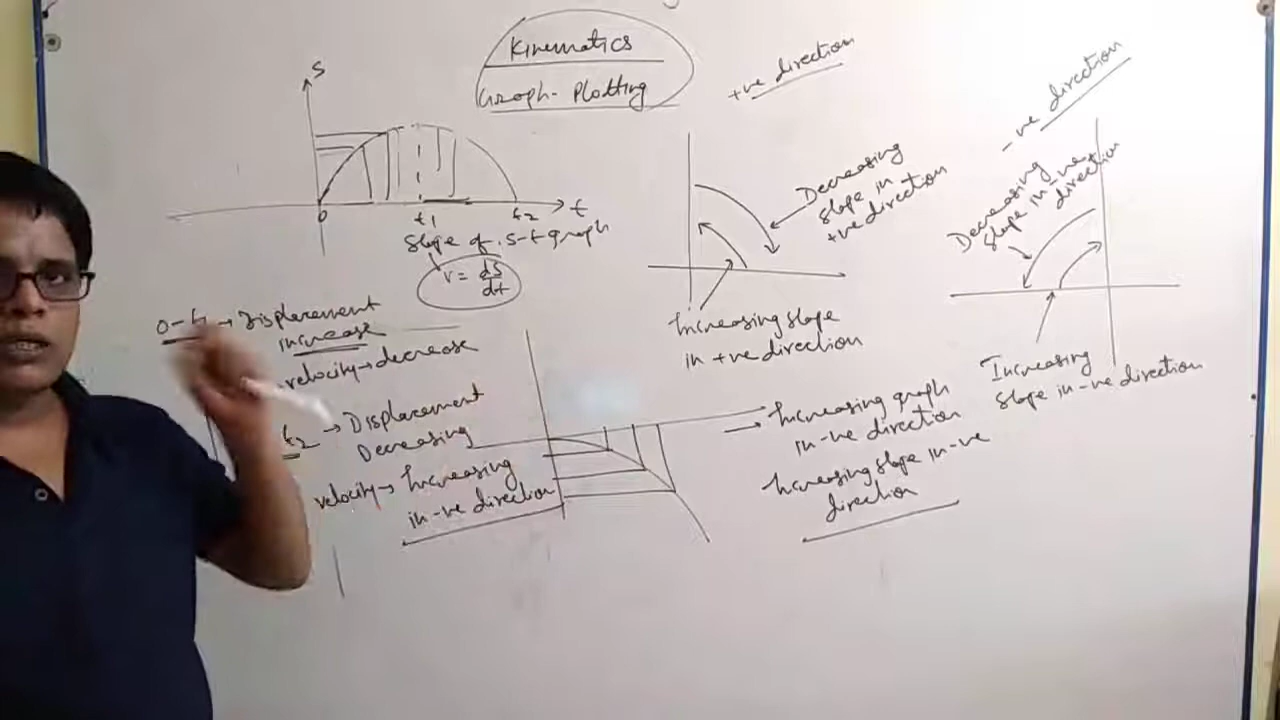 Kinematics
Graph-Plotting
+ve direction
-ve direction
s
0
t1
t2
t
Slope of s-t graph
v = ds
dt
0-t1 → Displacement
increase
velocity → decrease
t2 → Displacement
Decreasing
velocity → Increasing
in-ve direction
Decreasing
slope in
+ve direction
Increasing slope
in +ve direction
Decreasing
slope in -ve
direction
Increasing
slope in -ve direction
→ Increasing graph
in-ve direction
Increasing slope in-ve
direction